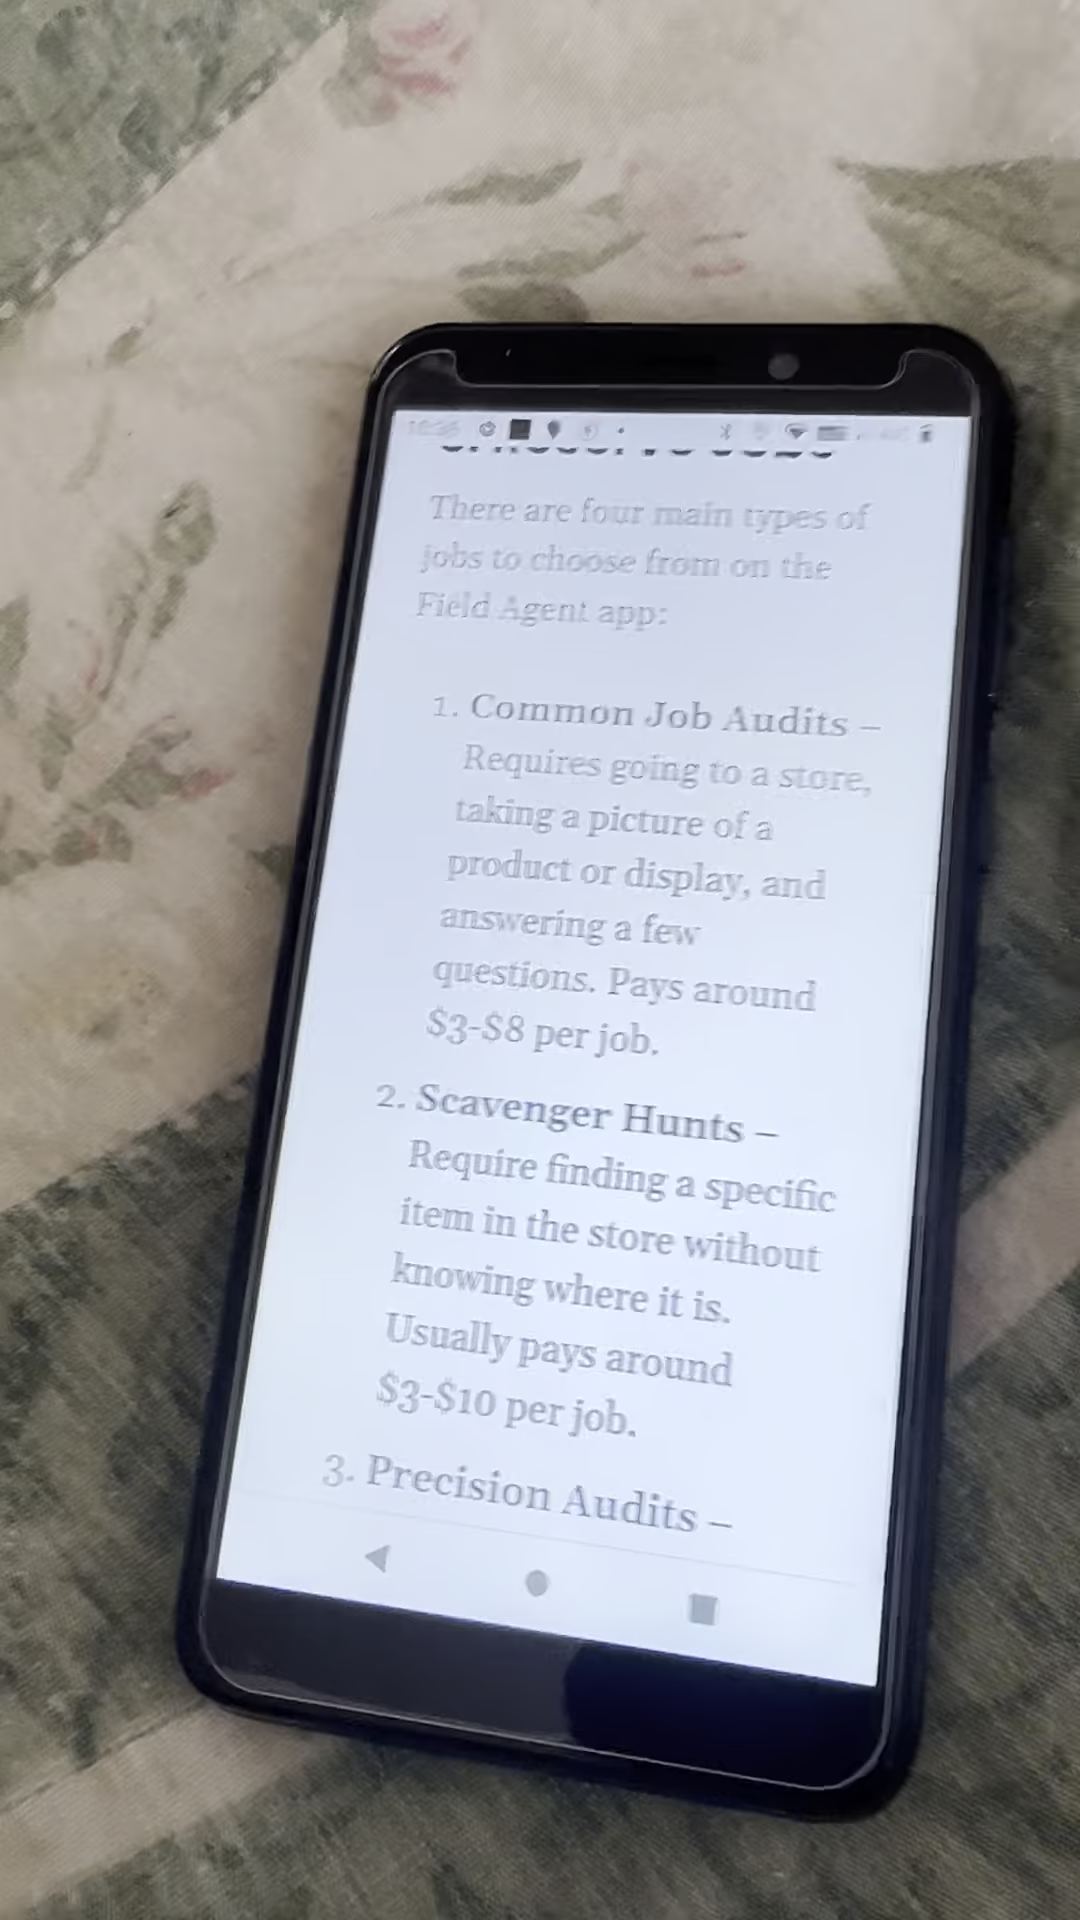 There are four main types of
jobs to choose from on the
Field Agent app:
1. Common Job Audits –
Requires going to a store,
taking a picture of a
product or display, and
answering a few
questions. Pays around
$3-$8 per job.
2. Scavenger Hunts –
Require finding a specific
item in the store without
knowing where it is.
Usually pays around
$3-$10 per job.
3. Precision Audits –